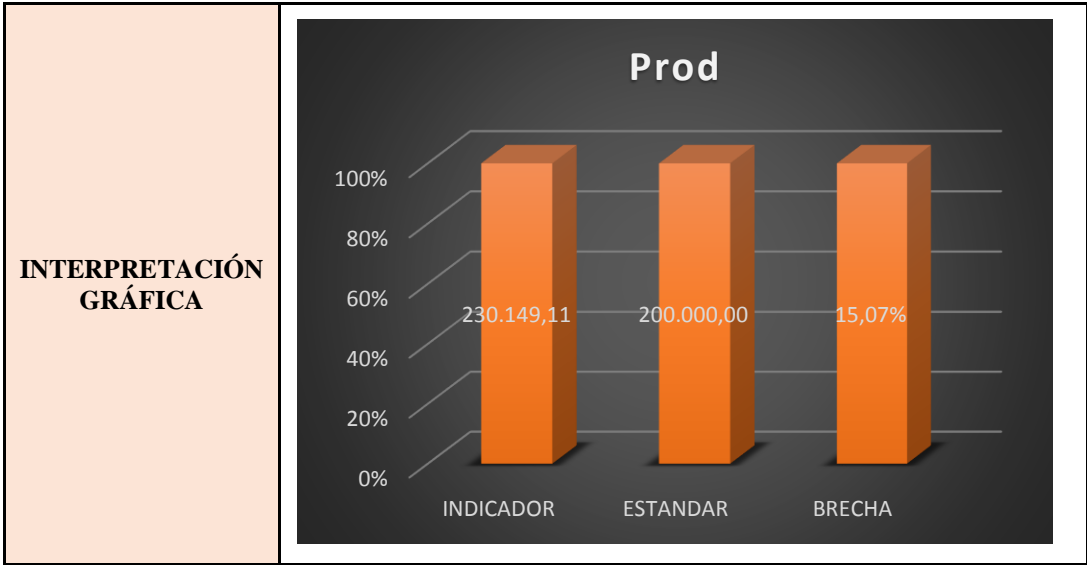 INTERPRETACIÓN
GRÁFICA
Prod
100%
80%
60%
40%
20%
0%
230.149,11
200.000,00
15,07%
INDICADOR
ESTANDAR
BRECHA